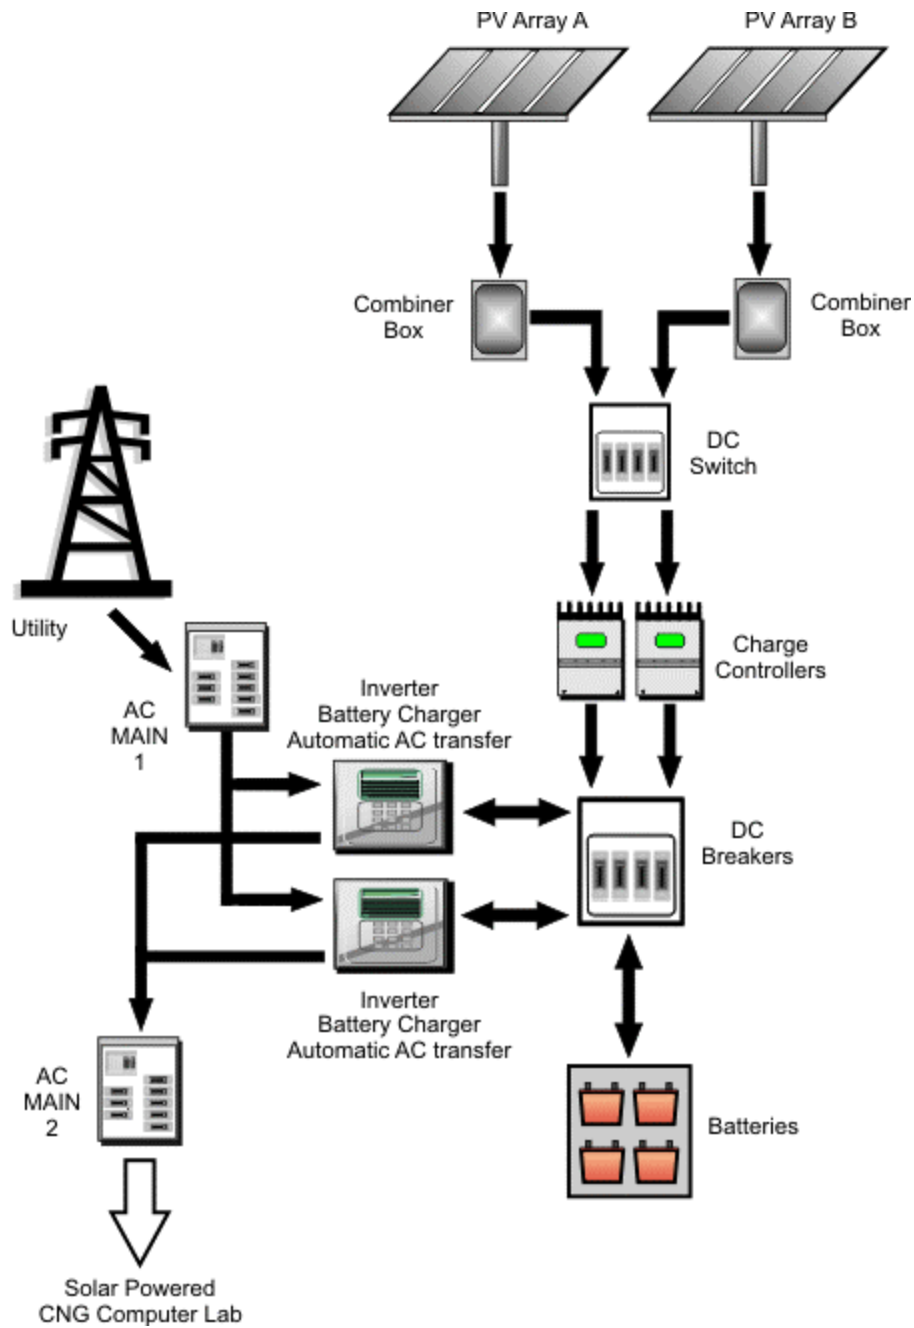 PV Array A
PV Array B
Combiner
Box
Combiner
Box
DC
Switch
Utility
Charge
Controllers
AC
MAIN
1
Inverter
Battery Charger
Automatic AC transfer
DC
Breakers
Inverter
Battery Charger
Automatic AC transfer
AC
MAIN
2
Batteries
Solar Powered
CNG Computer Lab